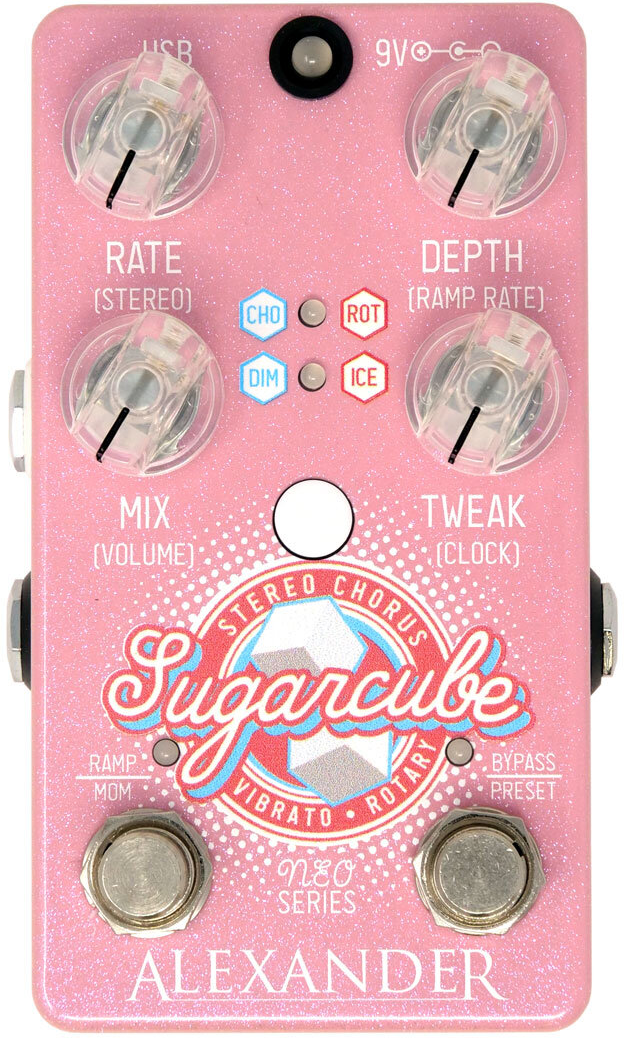 USB
9V
RATE
(STEREO)
DEPTH
(RAMP RATE)
CHO
ROT
DIM
ICE
MIX
(VOLUME)
TWEAK
(CLOCK)
STEREO CHORUS
Sugarcube
VIBRATO • ROTARY
RAMP
MOM
BYPASS
PRESET
NEO
SERIES
ALEXANDER